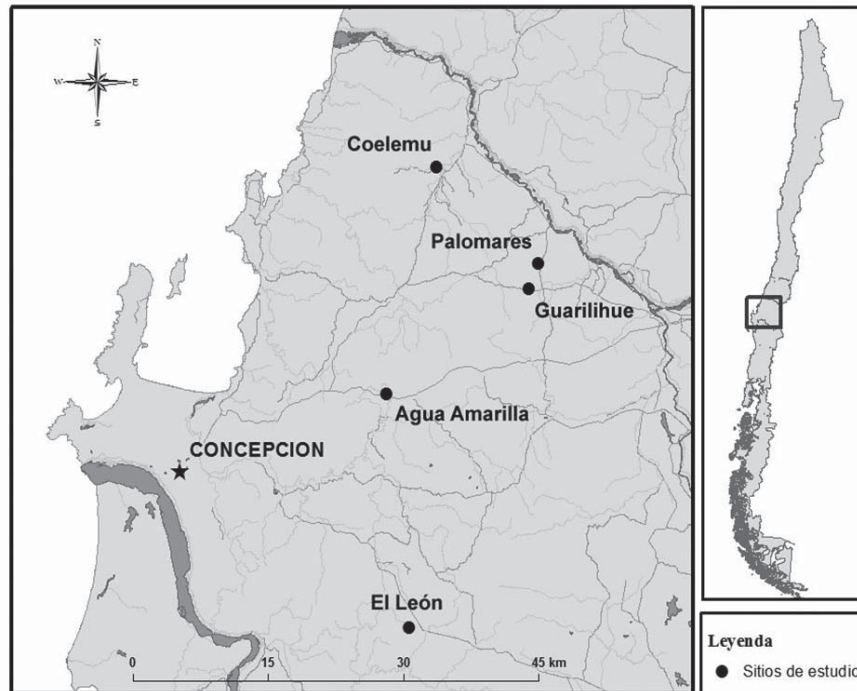 N
W E
S
Coelemu
Palomares
Guarilihue
Agua Amarilla
CONCEPCION
El León
0 15 30 45 km
Leyenda
Sitios de estudio